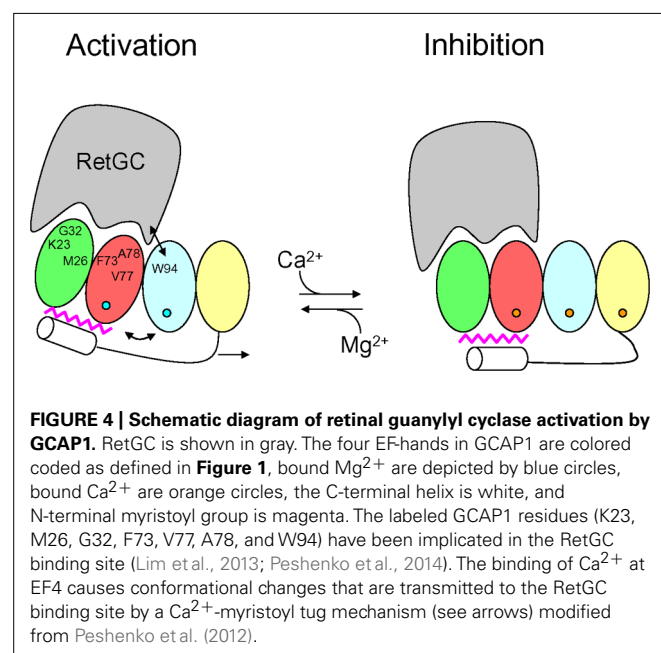 Activation
Inhibition
RetGC
G32
K23
M26
F73
A78
V77
W94
Ca²⁺
Mg²⁺
FIGURE 4 | Schematic diagram of retinal guanylyl cyclase activation by
GCAP1. RetGC is shown in gray. The four EF-hands in GCAP1 are colored
coded as defined in Figure 1, bound Mg²⁺ are depicted by blue circles,
bound Ca²⁺ are orange circles, the C-terminal helix is white, and
N-terminal myristoyl group is magenta. The labeled GCAP1 residues (K23,
M26, G32, F73, V77, A78, and W94) have been implicated in the RetGC
binding site (Lim et al., 2013; Peshenko et al., 2014). The binding of Ca²⁺ at
EF4 causes conformational changes that are transmitted to the RetGC
binding site by a Ca²⁺-myristoyl tug mechanism (see arrows) modified
from Peshenko et al. (2012).